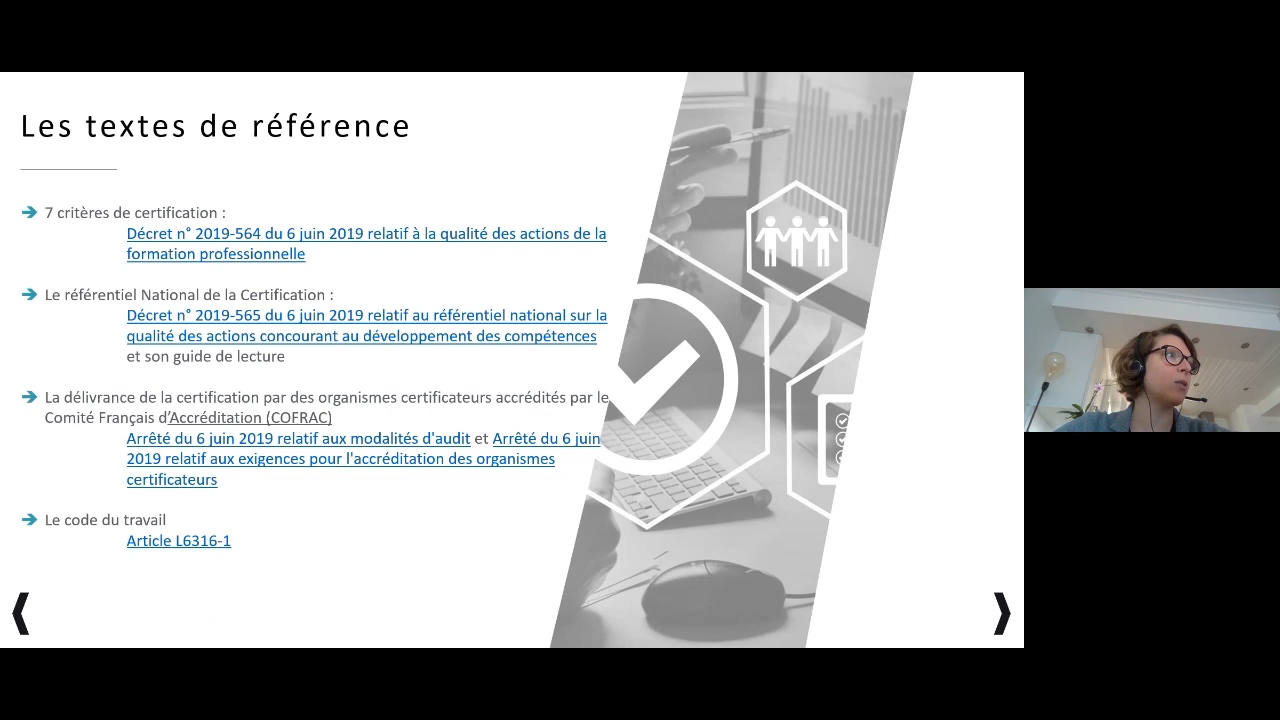 Les textes de référence
7 critères de certification :
Décret n° 2019-564 du 6 juin 2019 relatif à la qualité des actions de la
formation professionnelle
Le référentiel National de la Certification :
Décret n° 2019-565 du 6 juin 2019 relatif au référentiel national sur la
qualité des actions concourant au développement des compétences
et son guide de lecture
La délivrance de la certification par des organismes certificateurs accrédités par le
Comité Français d’Accréditation (COFRAC)
Arrêté du 6 juin 2019 relatif aux modalités d'audit et Arrêté du 6 juin
2019 relatif aux exigences pour l'accréditation des organismes
certificateurs
Le code du travail
Article L6316-1